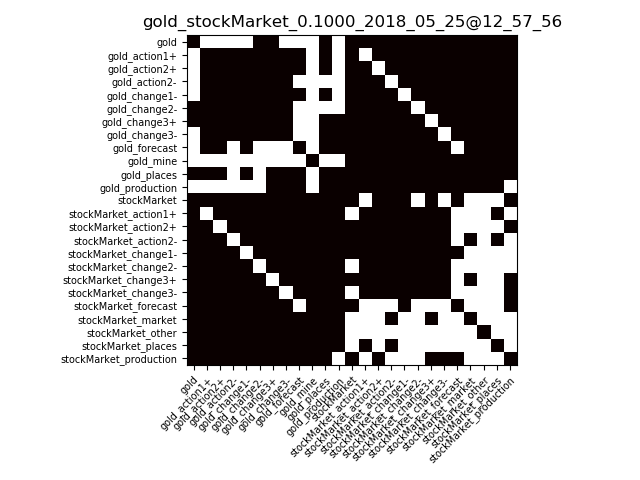 gold_stockMarket_0.1000_2018_05_25@12_57_56
gold
gold_action1+
gold_action2+
gold_action2-
gold_change1-
gold_change2-
gold_change3+
gold_change3-
gold_forecast
gold_mine
gold_places
gold_production
stockMarket
stockMarket_action1+
stockMarket_action2+
stockMarket_action2-
stockMarket_change1-
stockMarket_change2-
stockMarket_change3+
stockMarket_change3-
stockMarket_forecast
stockMarket_market
stockMarket_other
stockMarket_places
stockMarket_production
gold
gold_action1+
gold_action2+
gold_action2-
gold_change1-
gold_change2-
gold_change3+
gold_change3-
gold_forecast
gold_mine
gold_places
gold_production
stockMarket
stockMarket_action1+
stockMarket_action2+
stockMarket_action2-
stockMarket_change1-
stockMarket_change2-
stockMarket_change3+
stockMarket_change3-
stockMarket_forecast
stockMarket_market
stockMarket_other
stockMarket_places
stockMarket_production